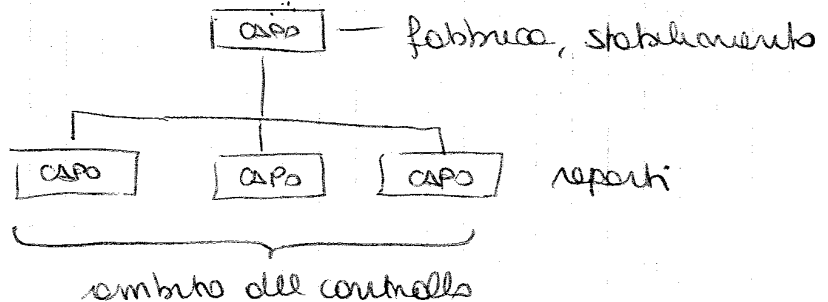 CAPO — fabbrica, stabilimento
CAPO CAPO CAPO reparti
ambito del controllo